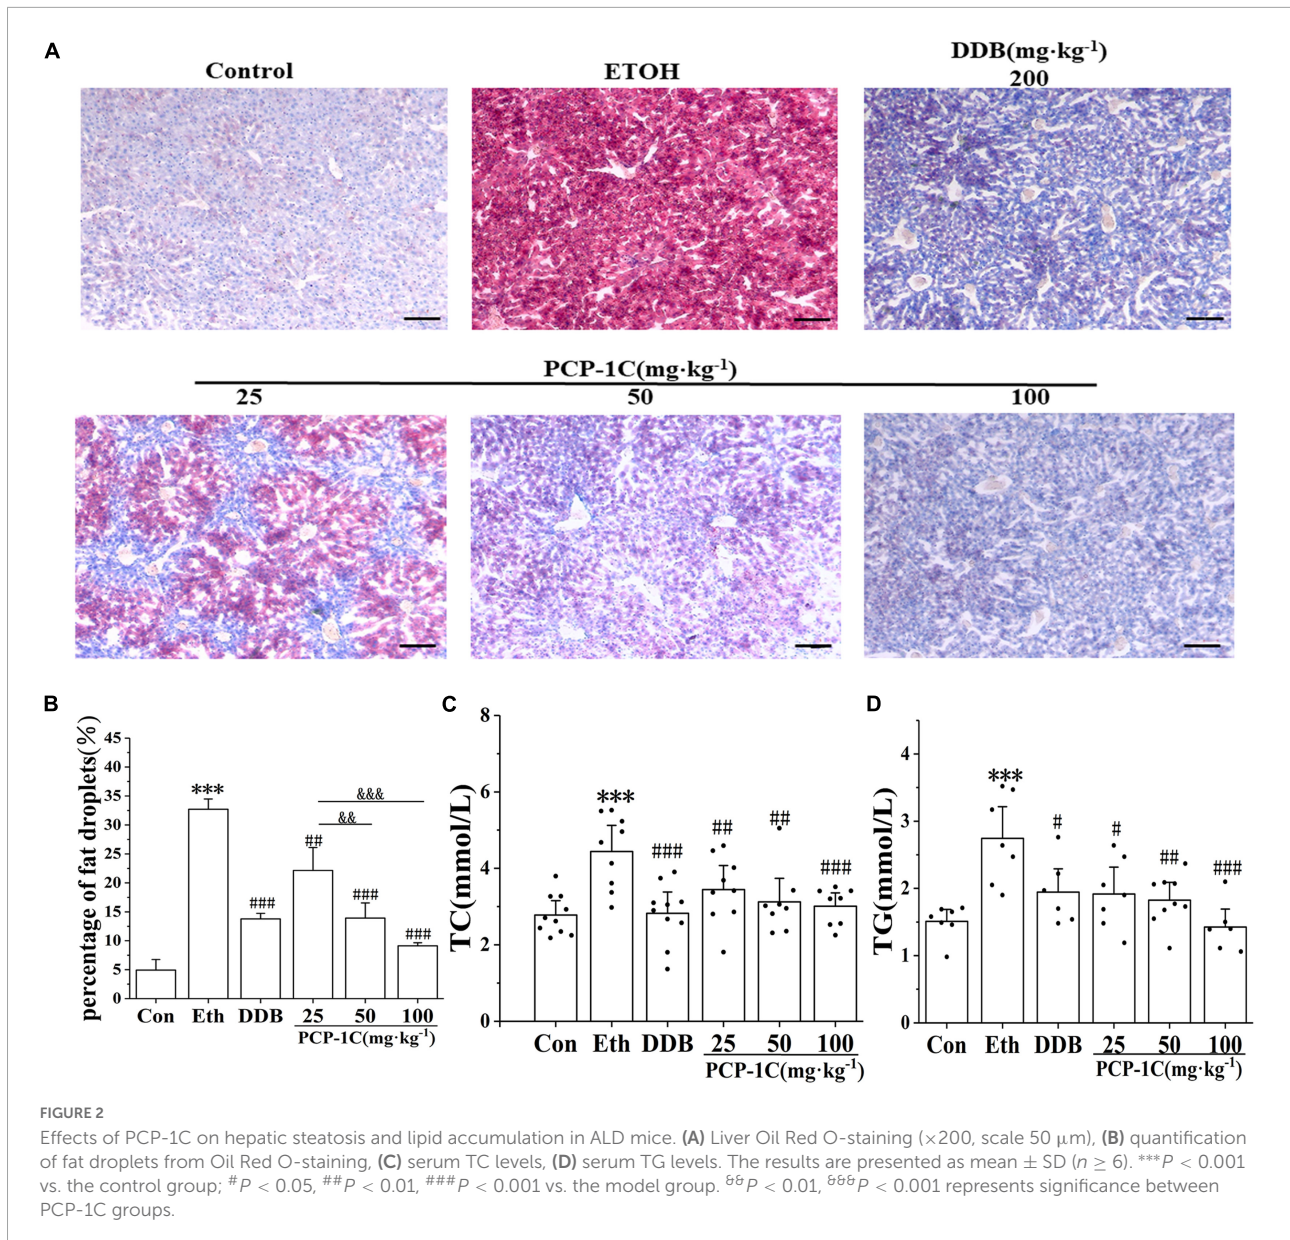 A
Control
ETOH
DDB(mg·kg⁻¹)
200
PCP-1C(mg·kg⁻¹)
25
50
100
B
percentage of fat droplets(%)
45
40
35
30
25
20
15
10
5
0
***
###
##
###
###
&&
&&&
Con
Eth
DDB
25
50
100
PCP-1C(mg·kg⁻¹)
C
TC(mmol/L)
8
6
4
2
0
***
###
##
##
###
Con
Eth
DDB
25
50
100
PCP-1C(mg·kg⁻¹)
D
TG(mmol/L)
4
3
2
1
0
***
#
#
##
###
Con
Eth
DDB
25
50
100
PCP-1C(mg·kg⁻¹)
FIGURE 2
Effects of PCP-1C on hepatic steatosis and lipid accumulation in ALD mice. (A) Liver Oil Red O-staining (×200, scale 50 μm), (B) quantification
of fat droplets from Oil Red O-staining, (C) serum TC levels, (D) serum TG levels. The results are presented as mean ± SD (n ≥ 6). ***P < 0.001
vs. the control group; #P < 0.05, ##P < 0.01, ###P < 0.001 vs. the model group. &&P < 0.01, &&&P < 0.001 represents significance between
PCP-1C groups.